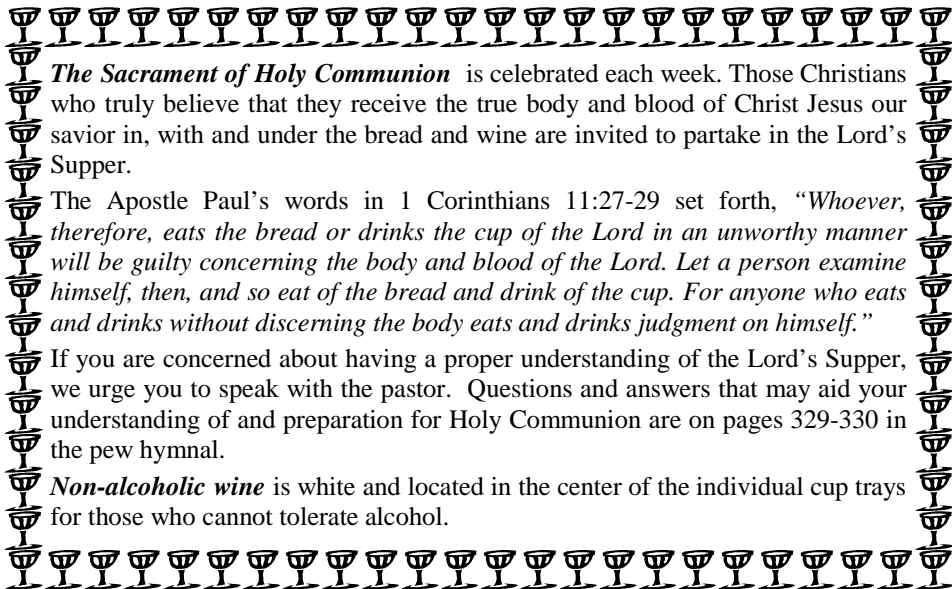 The Sacrament of Holy Communion is celebrated each week. Those Christians
who truly believe that they receive the true body and blood of Christ Jesus our
savior in, with and under the bread and wine are invited to partake in the Lord’s
Supper.
The Apostle Paul’s words in 1 Corinthians 11:27-29 set forth, “Whoever,
therefore, eats the bread or drinks the cup of the Lord in an unworthy manner
will be guilty concerning the body and blood of the Lord. Let a person examine
himself, then, and so eat of the bread and drink of the cup. For anyone who eats
and drinks without discerning the body eats and drinks judgment on himself.”
If you are concerned about having a proper understanding of the Lord’s Supper,
we urge you to speak with the pastor. Questions and answers that may aid your
understanding of and preparation for Holy Communion are on pages 329-330 in
the pew hymnal.
Non-alcoholic wine is white and located in the center of the individual cup trays
for those who cannot tolerate alcohol.